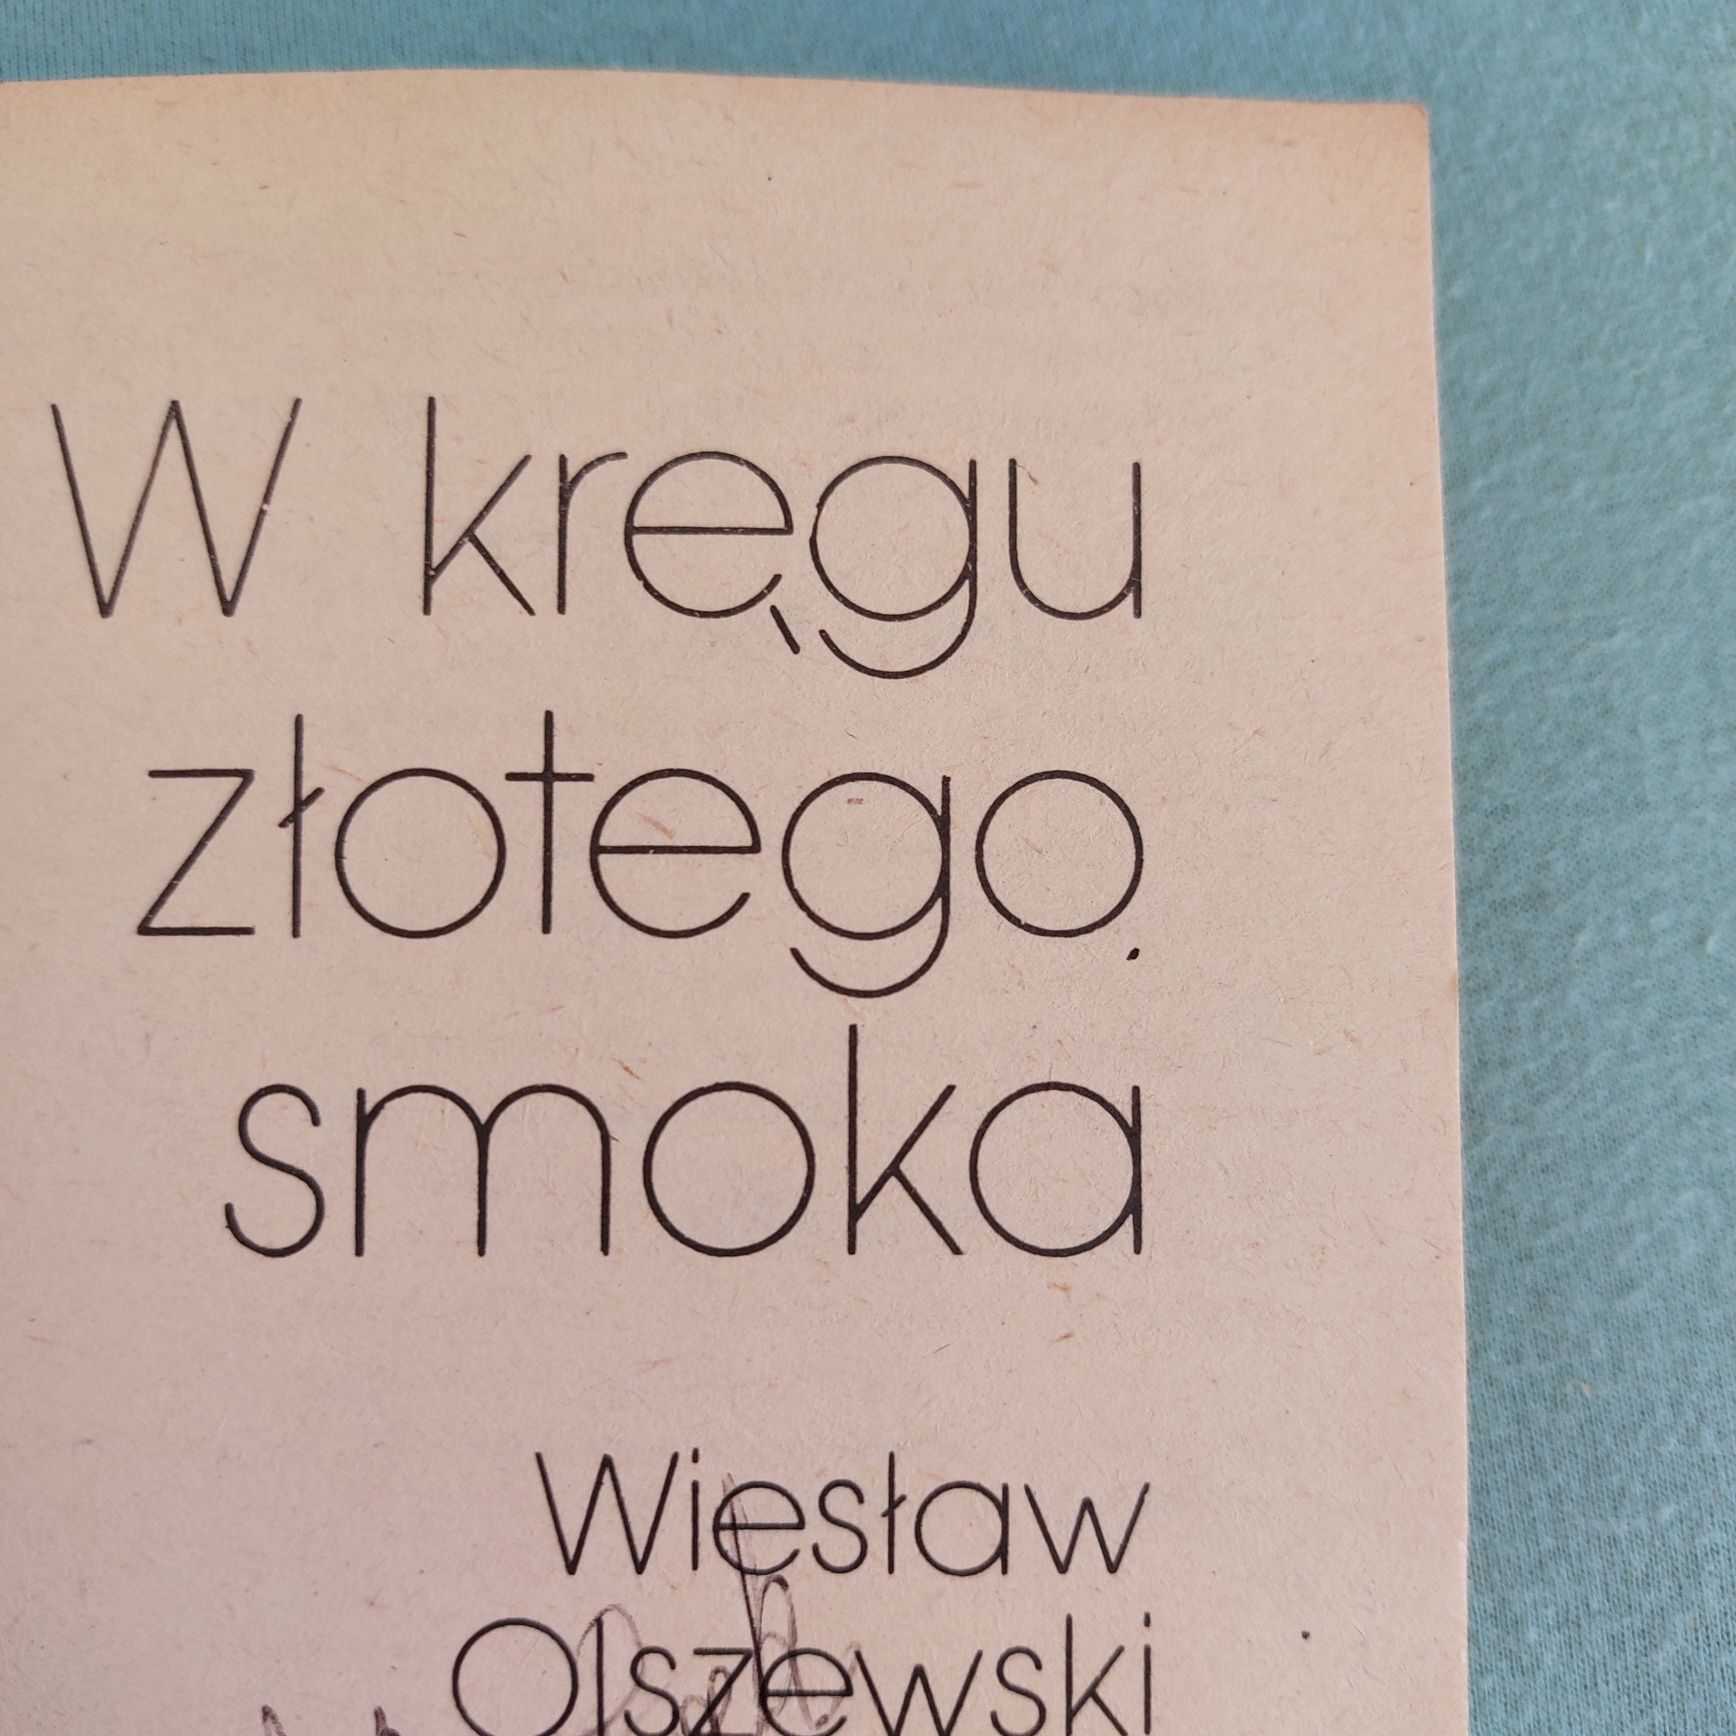 W kręgu
złotego
smoka
Wiesław
Olszewski